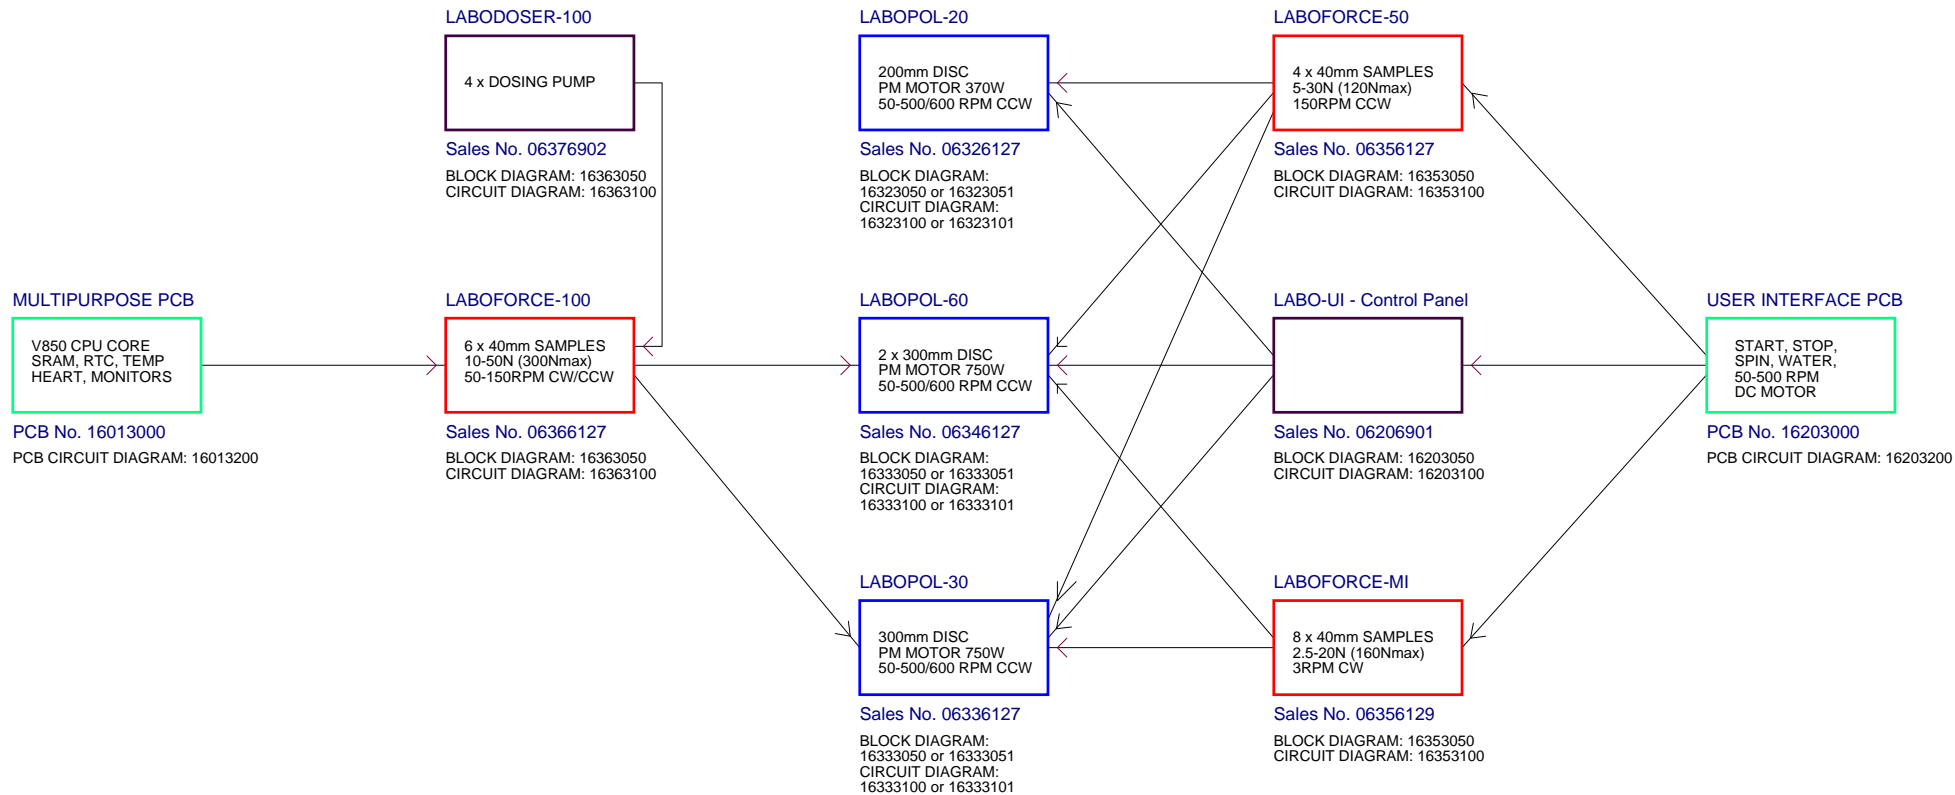 LABODOSER-100
4 x DOSING PUMP
Sales No. 06376902
BLOCK DIAGRAM: 16363050
CIRCUIT DIAGRAM: 16363100
LABOPOL-20
200mm DISC
PM MOTOR 370W
50-500/600 RPM CCW
Sales No. 06326127
BLOCK DIAGRAM:
16323050 or 16323051
CIRCUIT DIAGRAM:
16323100 or 16323101
LABOFORCE-50
4 x 40mm SAMPLES
5-30N (120Nmax)
150RPM CCW
Sales No. 06356127
BLOCK DIAGRAM: 16353050
CIRCUIT DIAGRAM: 16353100
MULTIPURPOSE PCB
V850 CPU CORE
SRAM, RTC, TEMP
HEART, MONITORS
PCB No. 16013000
PCB CIRCUIT DIAGRAM: 16013200
LABOFORCE-100
6 x 40mm SAMPLES
10-50N (300Nmax)
50-150RPM CW/CCW
Sales No. 06366127
BLOCK DIAGRAM: 16363050
CIRCUIT DIAGRAM: 16363100
LABOPOL-60
2 x 300mm DISC
PM MOTOR 750W
50-500/600 RPM CCW
Sales No. 06346127
BLOCK DIAGRAM:
16333050 or 16333051
CIRCUIT DIAGRAM:
16333100 or 16333101
LABO-UI - Control Panel
Sales No. 06206901
BLOCK DIAGRAM: 16203050
CIRCUIT DIAGRAM: 16203100
USER INTERFACE PCB
START, STOP,
SPIN, WATER,
50-500 RPM
DC MOTOR
PCB No. 16203000
PCB CIRCUIT DIAGRAM: 16203200
LABOPOL-30
300mm DISC
PM MOTOR 750W
50-500/600 RPM CCW
Sales No. 06336127
BLOCK DIAGRAM:
16333050 or 16333051
CIRCUIT DIAGRAM:
16333100 or 16333101
LABOFORCE-MI
8 x 40mm SAMPLES
2.5-20N (160Nmax)
3RPM CW
Sales No. 06356129
BLOCK DIAGRAM: 16353050
CIRCUIT DIAGRAM: 16353100